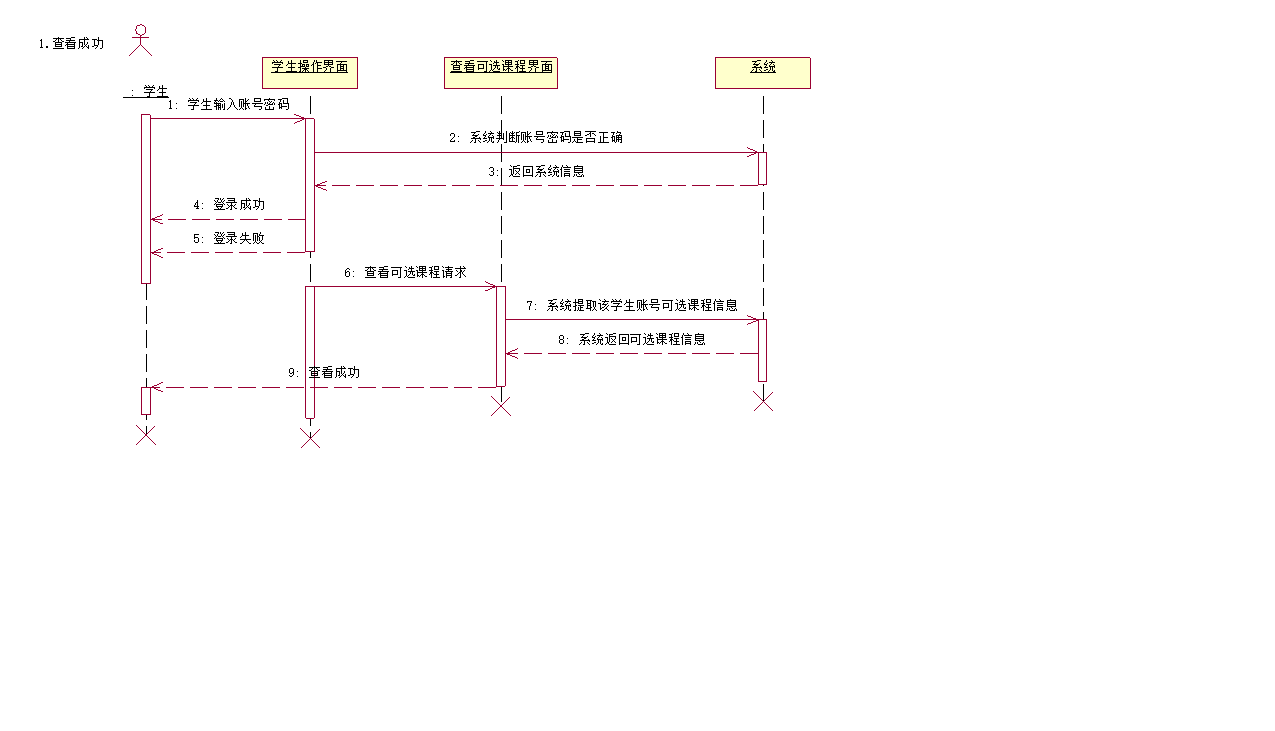 1.查看成功
: 学生
学生操作界面
查看可选课程界面
系统
1: 学生输入账号密码
2: 系统判断账号密码是否正确
3: 返回系统信息
4: 登录成功
5: 登录失败
6: 查看可选课程请求
7: 系统提取该学生账号可选课程信息
8: 系统返回可选课程信息
9: 查看成功